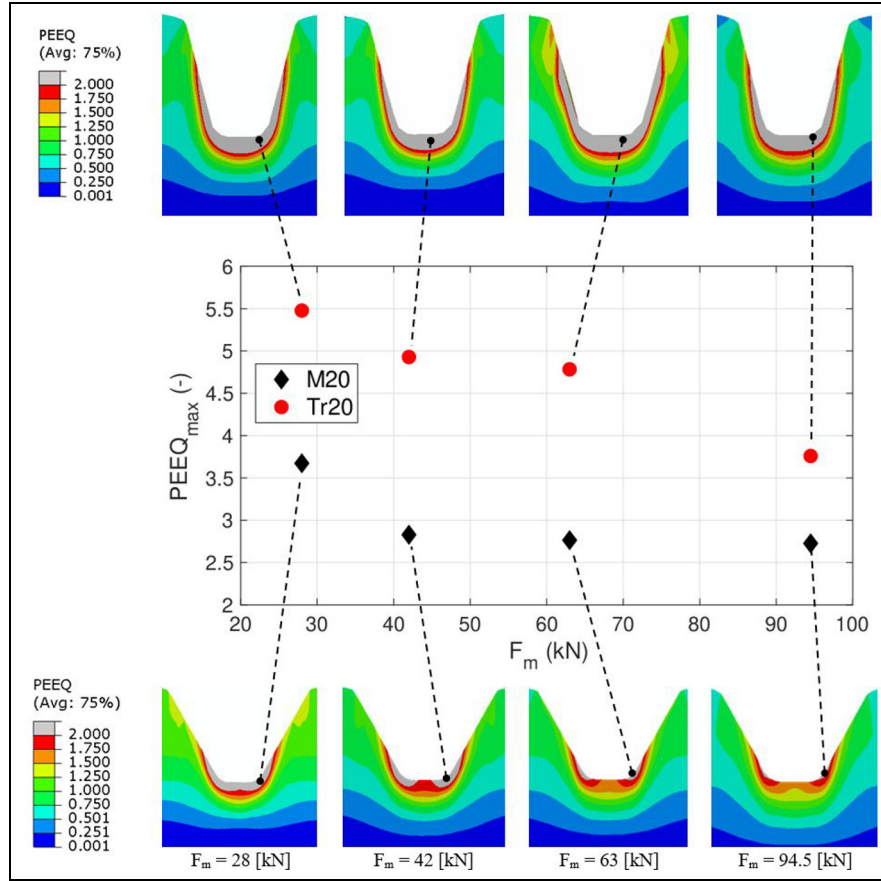 PEEQ
(Avg: 75%)
2.000
1.750
1.500
1.250
1.000
0.750
0.500
0.250
0.001
6
5.5
5
4.5
4
3.5
3
2.5
2
PEEQmax (-)
M20
Tr20
20 30 40 50 60 70 80 90 100
Fm (kN)
PEEQ
(Avg: 75%)
2.000
1.750
1.500
1.250
1.000
0.750
0.500
0.251
0.001
Fm = 28 [kN] Fm = 42 [kN] Fm = 63 [kN] Fm = 94.5 [kN]